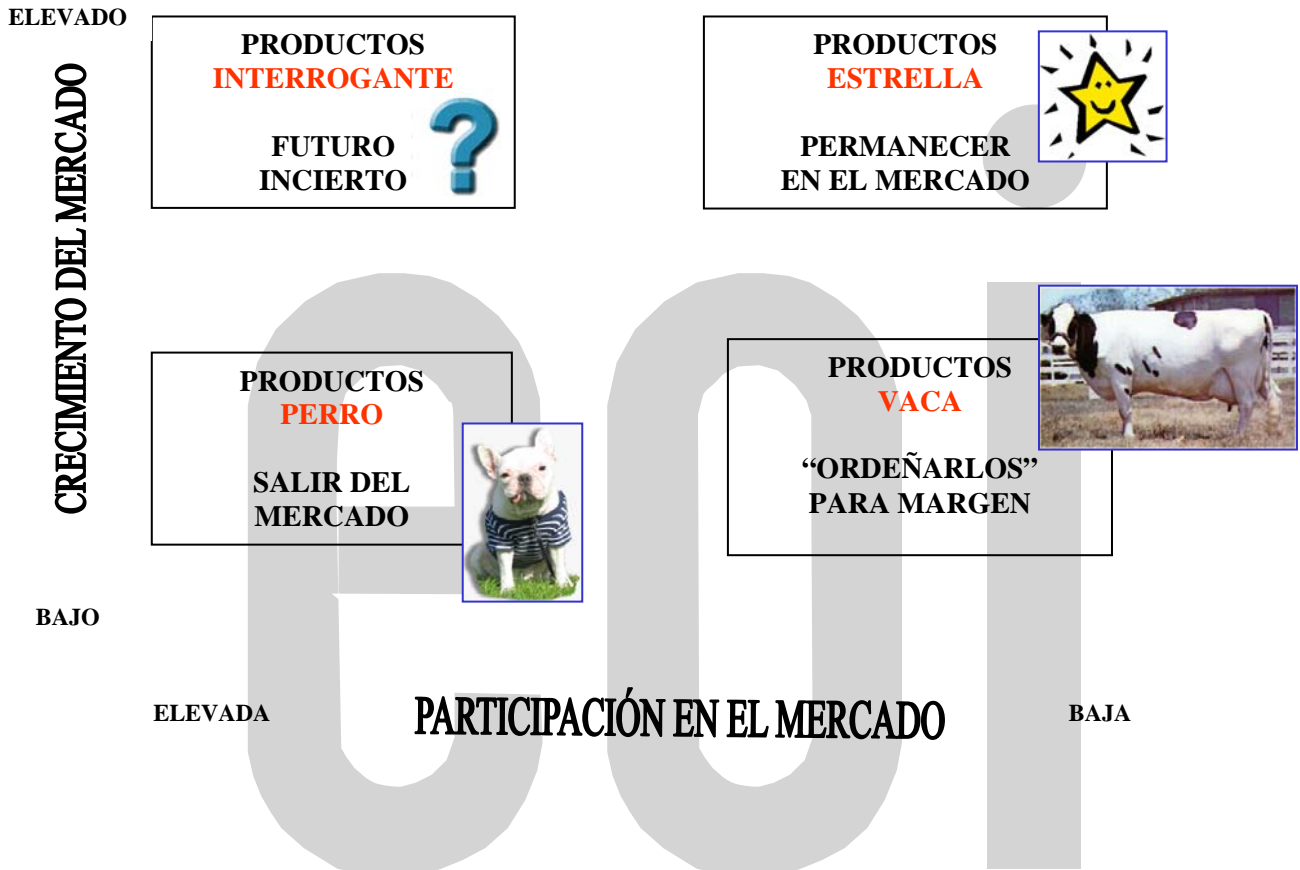 ELEVADO
PRODUCTOS
INTERROGANTE
FUTURO
INCIERTO
PRODUCTOS
ESTRELLA
PERMANECER
EN EL MERCADO
CRECIMIENTO DEL MERCADO
PRODUCTOS
PERRO
SALIR DEL
MERCADO
PRODUCTOS
VACA
“ORDEÑARLOS”
PARA MARGEN
BAJO
ELEVADA
PARTICIPACIÓN EN EL MERCADO
BAJA
eoi